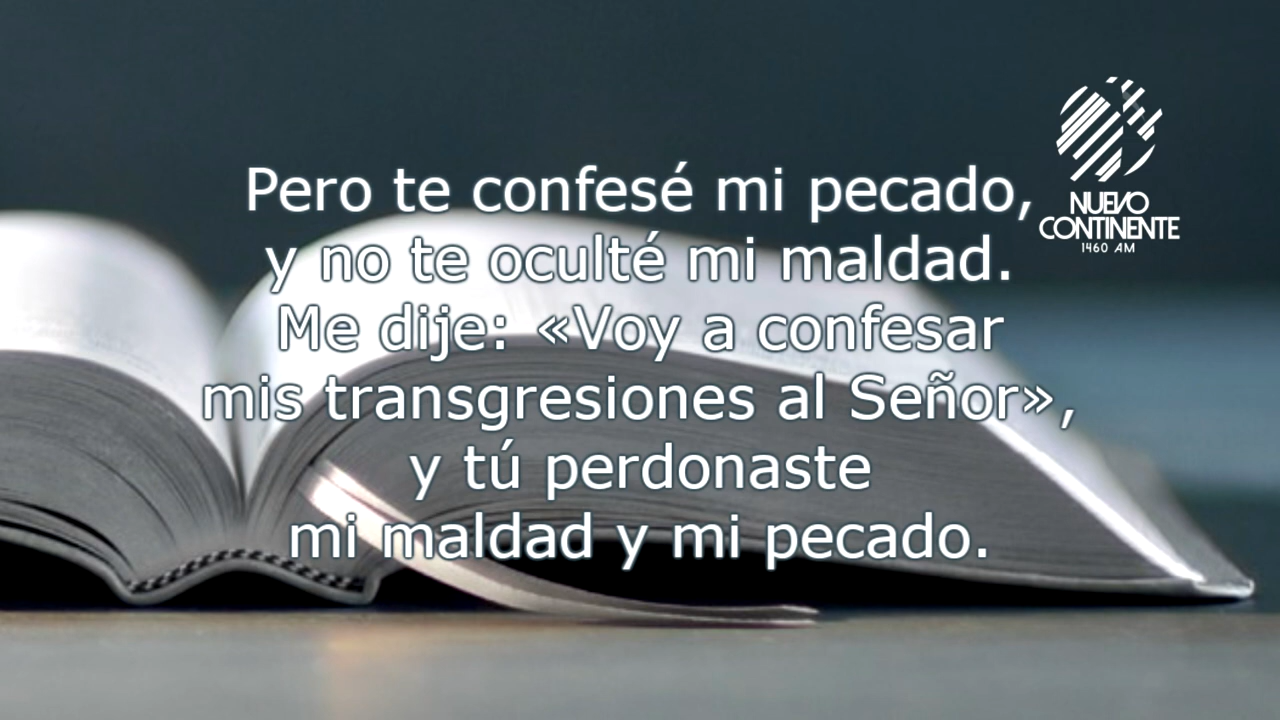 Pero te confesé mi pecado,
y no te oculté mi maldad.
Me dije: «Voy a confesar
mis transgresiones al Señor»,
y tú perdonaste
mi maldad y mi pecado.
NUEVO
CONTINENTE
1460 AM